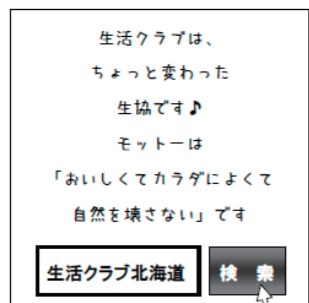 生活クラブは、
ちょっと変わった
生協です♪
モットーは
「おいしくてカラダによくて
自然を壊さない」です
生活クラブ北海道 検索